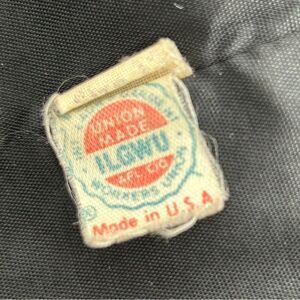 UNION
MADE
ILGWU
AFL CIO
WORKERS UNION
®
Made in U.S.A